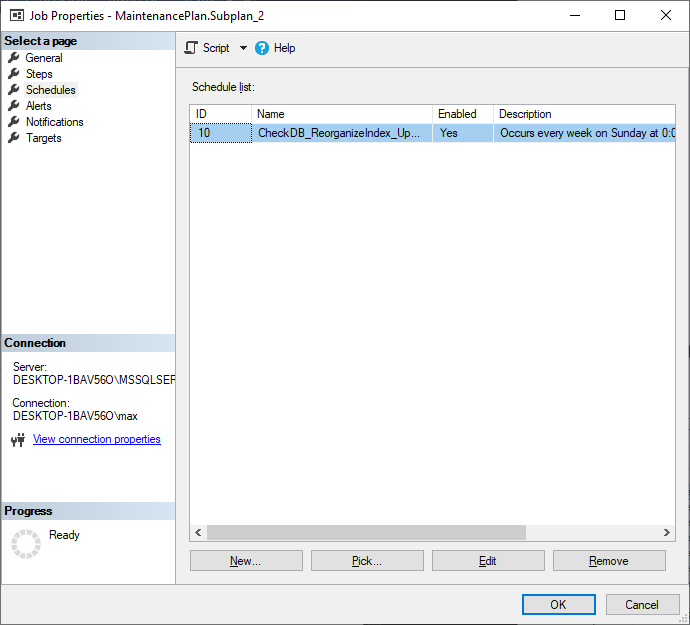 Job Properties - MaintenancePlan.Subplan_2
Select a page
General
Steps
Schedules
Alerts
Notifications
Targets
Script
Help
Schedule list:
ID Name Enabled Description
10 CheckDB_ReorganizeIndex_Up... Yes Occurs every week on Sunday at 0:0
New... Pick... Edit Remove
Connection
Server:
DESKTOP-1BAV56O\MSSQLSER
Connection:
DESKTOP-1BAV56O\max
View connection properties
Progress
Ready
OK Cancel